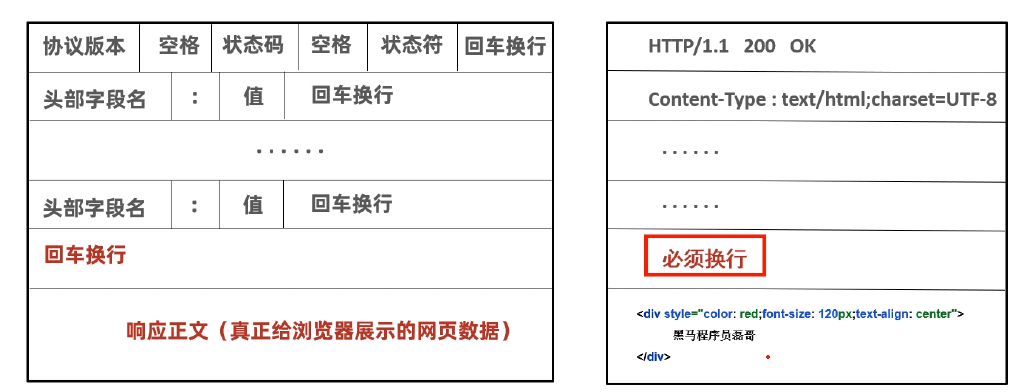 协议版本 空格 状态码 空格 状态符 回车换行
头部字段名 : 值 回车换行
······
头部字段名 : 值 回车换行
回车换行
响应正文（真正给浏览器展示的网页数据）
HTTP/1.1 200 OK
Content-Type : text/html;charset=UTF-8
······
······
必须换行
<div style="color: red;font-size: 120px;text-align: center">
黑马程序员磊哥
</div>